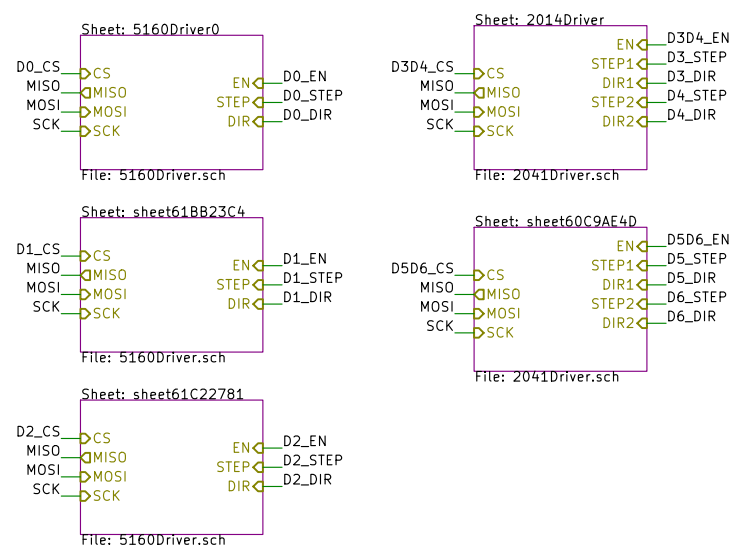 Sheet: 5160Driver0
D0_CS
MISO
MOSI
SCK
CS
MISO
MOSI
SCK
EN
STEP
DIR
D0_EN
D0_STEP
D0_DIR
File: 5160Driver.sch
Sheet: 2014Driver
D3D4_CS
MISO
MOSI
SCK
CS
MISO
MOSI
SCK
EN
STEP1
DIR1
STEP2
DIR2
D3D4_EN
D3_STEP
D3_DIR
D4_STEP
D4_DIR
File: 2041Driver.sch
Sheet: sheet61BB23C4
D1_CS
MISO
MOSI
SCK
CS
MISO
MOSI
SCK
EN
STEP
DIR
D1_EN
D1_STEP
D1_DIR
File: 5160Driver.sch
Sheet: sheet60C9AE4D
D5D6_CS
MISO
MOSI
SCK
CS
MISO
MOSI
SCK
EN
STEP1
DIR1
STEP2
DIR2
D5D6_EN
D5_STEP
D5_DIR
D6_STEP
D6_DIR
File: 2041Driver.sch
Sheet: sheet61C22781
D2_CS
MISO
MOSI
SCK
CS
MISO
MOSI
SCK
EN
STEP
DIR
D2_EN
D2_STEP
D2_DIR
File: 5160Driver.sch